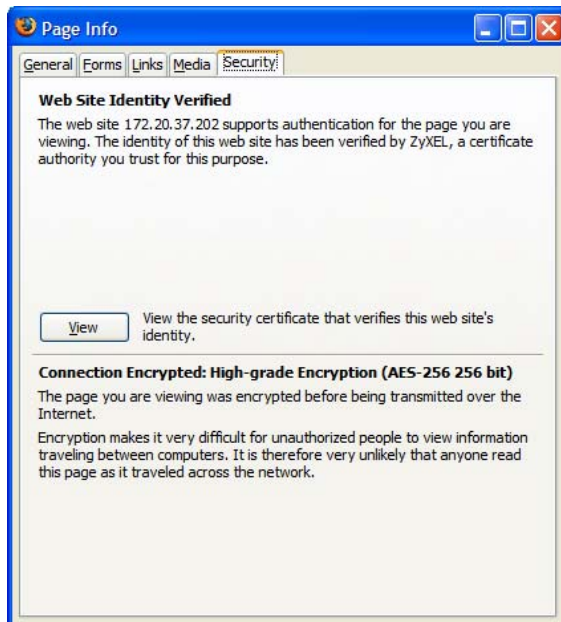 Page Info
General Forms Links Media Security
Web Site Identity Verified
The web site 172.20.37.202 supports authentication for the page you are
viewing. The identity of this web site has been verified by ZyXEL, a certificate
authority you trust for this purpose.
View
View the security certificate that verifies this web site's
identity.
Connection Encrypted: High-grade Encryption (AES-256 256 bit)
The page you are viewing was encrypted before being transmitted over the
Internet.
Encryption makes it very difficult for unauthorized people to view information
traveling between computers. It is therefore very unlikely that anyone read
this page as it traveled across the network.